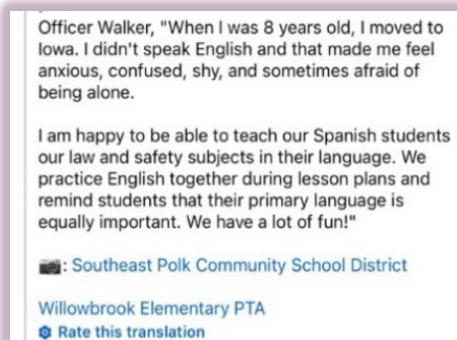 Officer Walker, "When I was 8 years old, I moved to
Iowa. I didn't speak English and that made me feel
anxious, confused, shy, and sometimes afraid of
being alone.
I am happy to be able to teach our Spanish students
our law and safety subjects in their language. We
practice English together during lesson plans and
remind students that their primary language is
equally important. We have a lot of fun!"
📷: Southeast Polk Community School District
Willowbrook Elementary PTA
Rate this translation